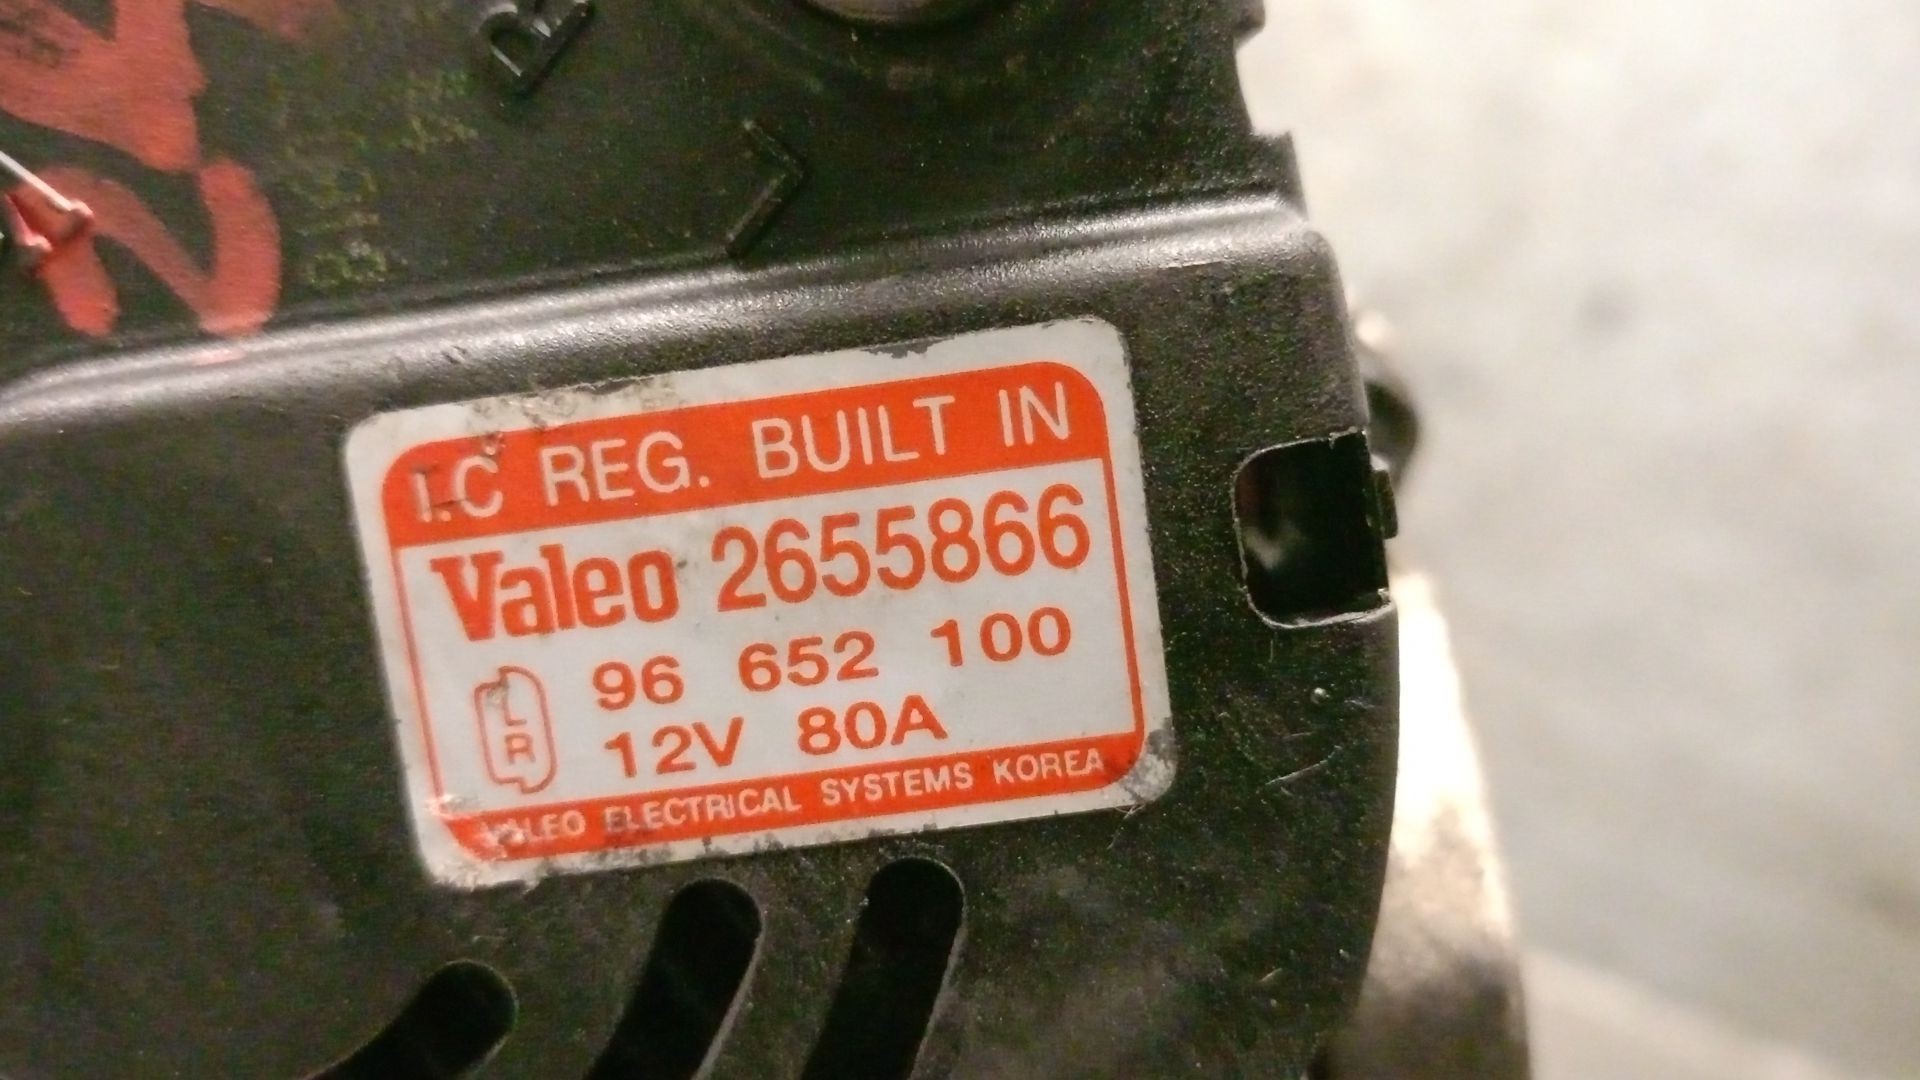 B
L
I.C REG. BUILT IN
Valeo 2655866
L 96 652 100
R 12V 80A
VALEO ELECTRICAL SYSTEMS KOREA